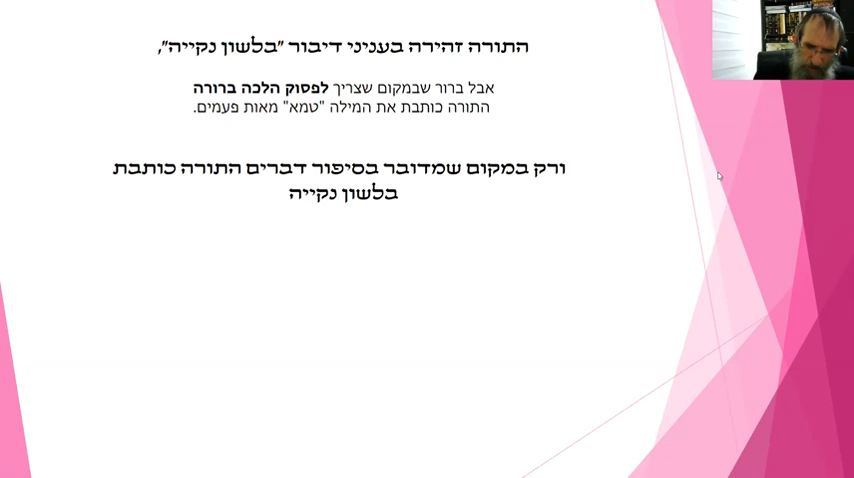 התורה זהירה בעניני דיבור "בלשון נקייה",
אבל ברור שבמקום שצריך לפסוק הלכה ברורה
התורה כותבת את המילה "טמא" מאות פעמים.
ורק במקום שמדובר בסיפור דברים התורה כותבת
בלשון נקייה